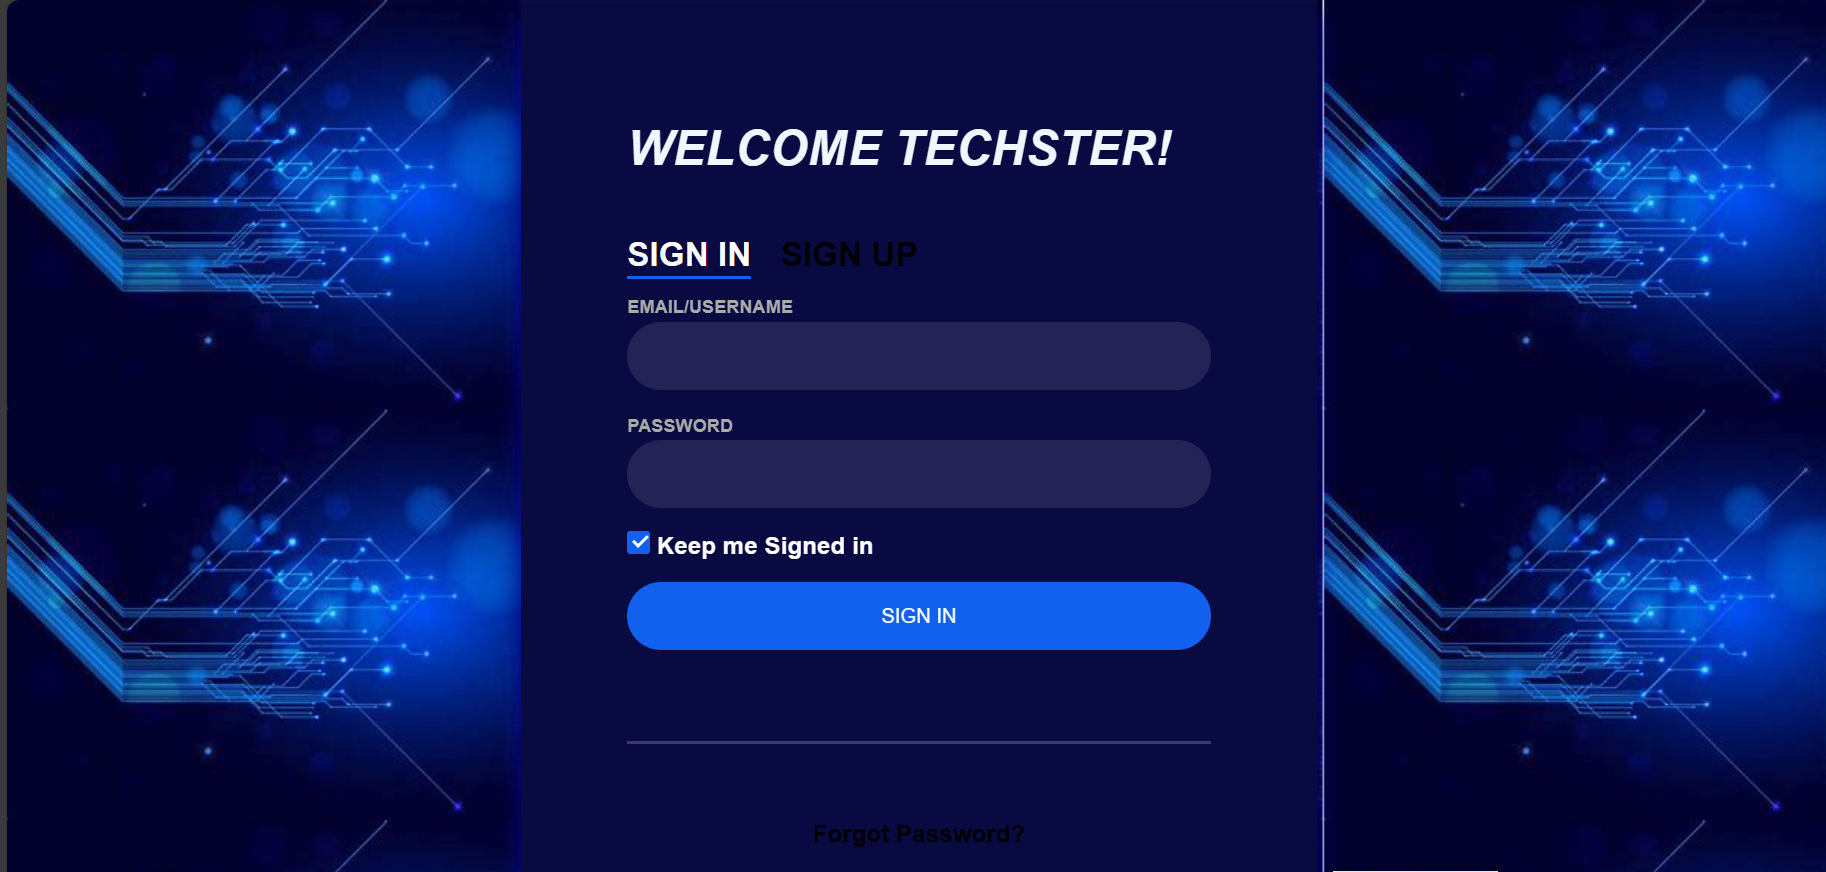 WELCOME TECHSTER!
SIGN IN SIGN UP
EMAIL/USERNAME
PASSWORD
Keep me Signed in
SIGN IN
Forgot Password?